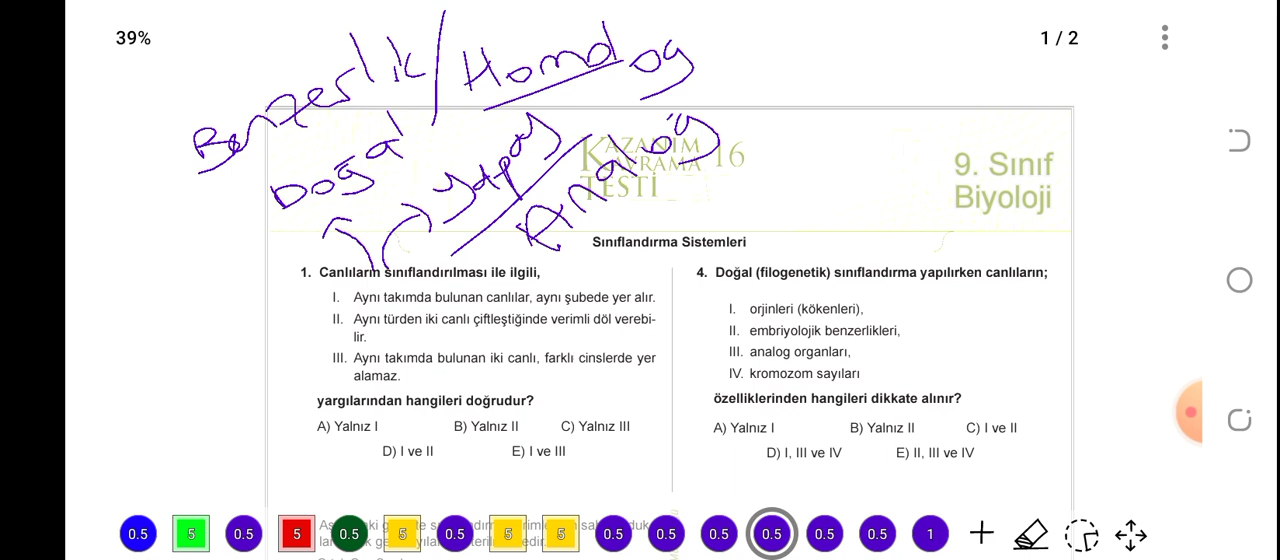 39%
1 / 2
Benzerlik / Homolog
Doğal
yapay
Analog
KAZANIM
KAVRAMA 16
TESTİ
9. Sınıf
Biyoloji
Sınıflandırma Sistemleri
1. Canlıların sınıflandırılması ile ilgili,
I. Aynı takımda bulunan canlılar, aynı şubede yer alır.
II. Aynı türden iki canlı çiftleştiğinde verimli döl verebi-
lir.
III. Aynı takımda bulunan iki canlı, farklı cinslerde yer
alamaz.
yargılarından hangileri doğrudur?
A) Yalnız I B) Yalnız II C) Yalnız III
D) I ve II E) I ve III
4. Doğal (filogenetik) sınıflandırma yapılırken canlıların;
I. orjinleri (kökenleri),
II. embriyolojik benzerlikleri,
III. analog organları,
IV. kromozom sayıları
özelliklerinden hangileri dikkate alınır?
A) Yalnız I B) Yalnız II C) I ve II
D) I, III ve IV E) II, III ve IV
0.5 5 0.5 5 0.5 5 0.5 5 5 0.5 0.5 0.5 0.5 0.5 0.5 1